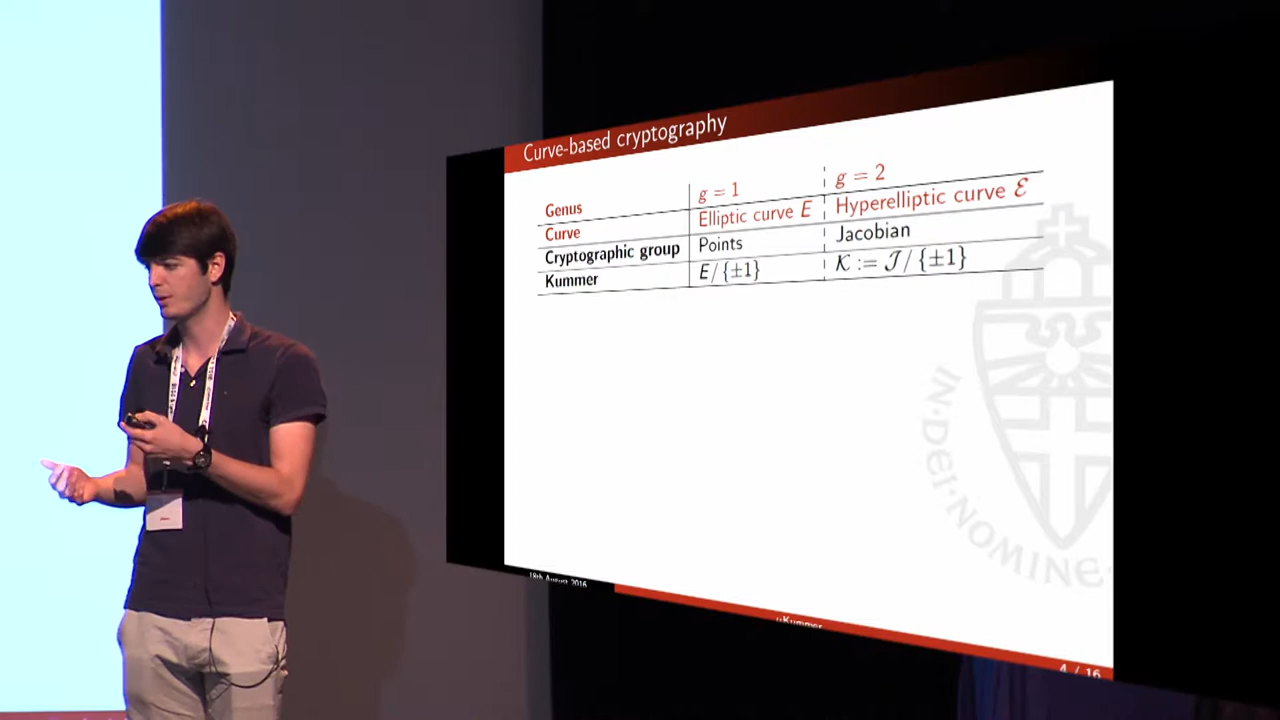 Curve-based cryptography
Genus g = 1 g = 2
Curve Elliptic curve E Hyperelliptic curve ℰ
Cryptographic group Points Jacobian
Kummer E/{±1} 𝒦 := 𝒥/{±1}
IN·DEI·NOMINE·
18th August 2016
μKummer
4 / 16